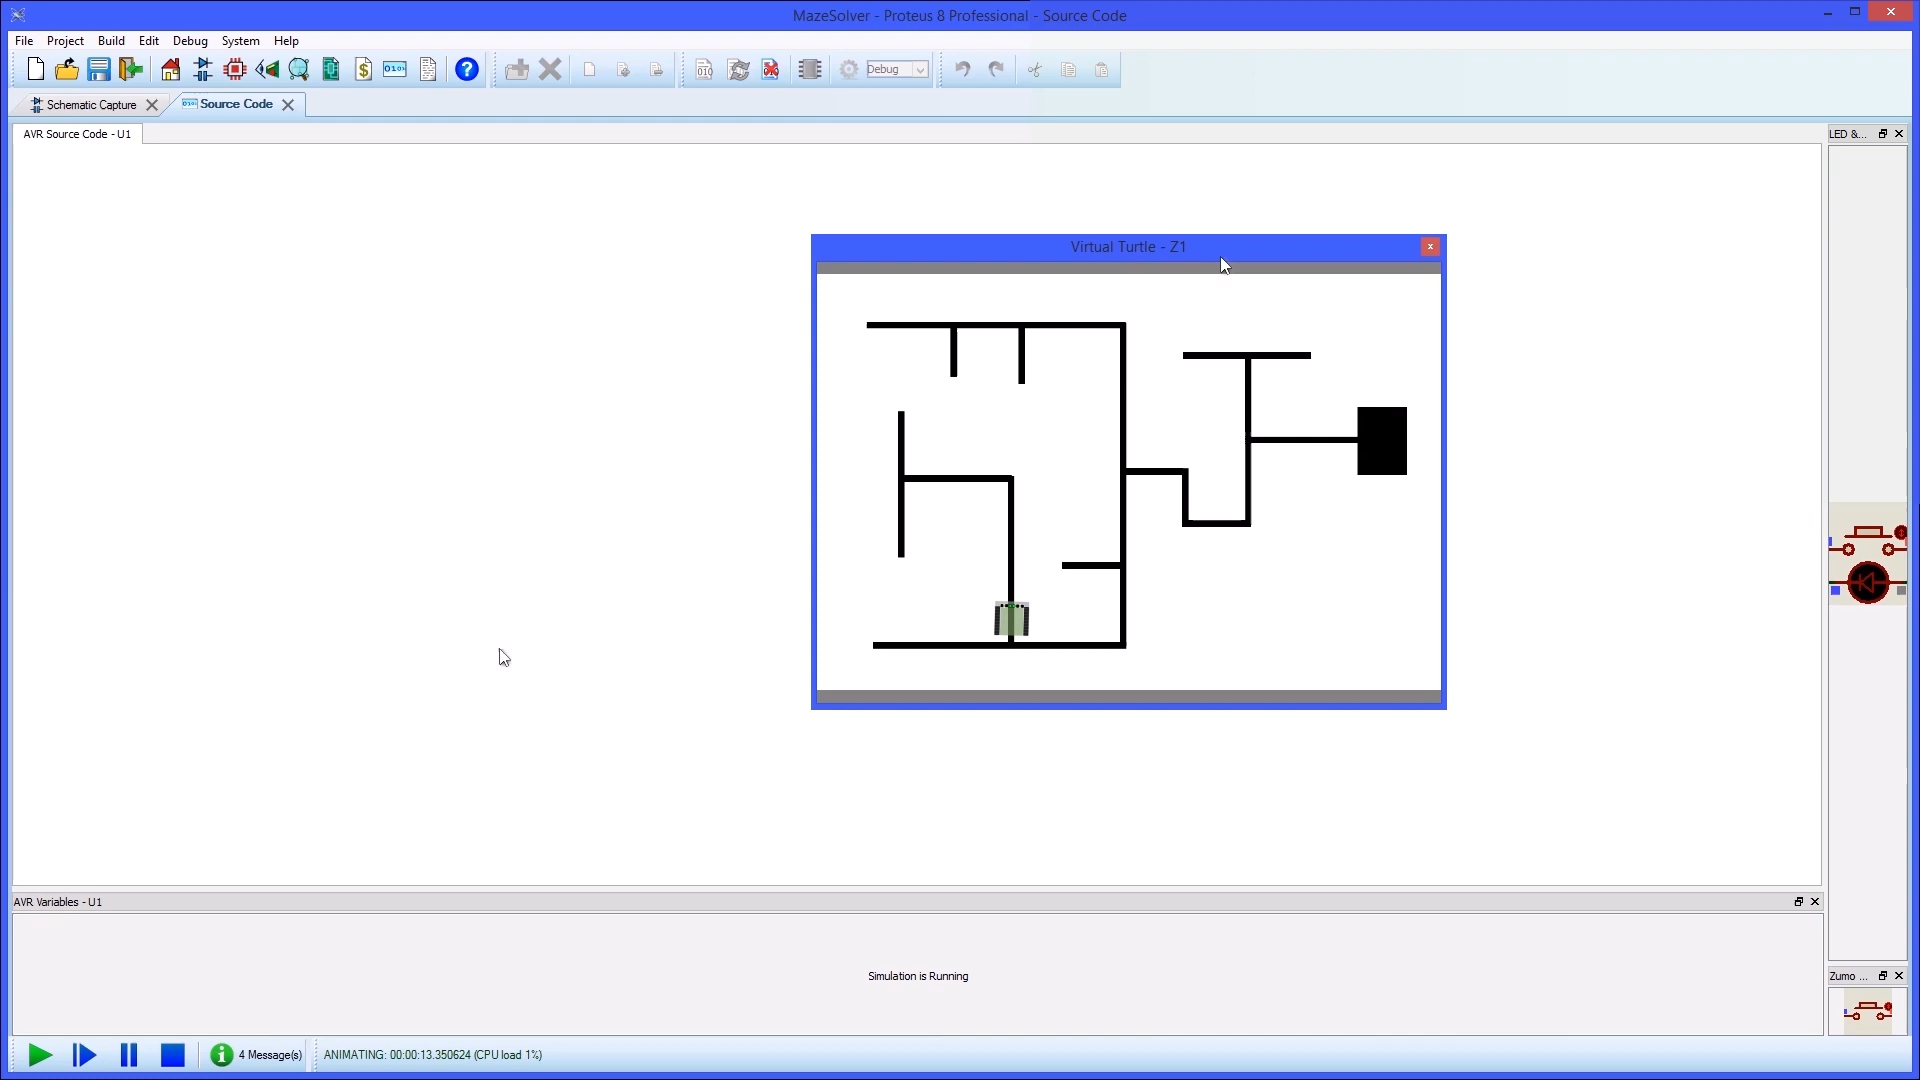 MazeSolver - Proteus 8 Professional - Source Code
File Project Build Edit Debug System Help
$ 0101 ? 010 Debug
Schematic Capture Source Code
AVR Source Code - U1
LED &...
Virtual Turtle - Z1
AVR Variables - U1
Simulation is Running
Zumo ...
4 Message(s) ANIMATING: 00:00:13.350624 (CPU load 1%)